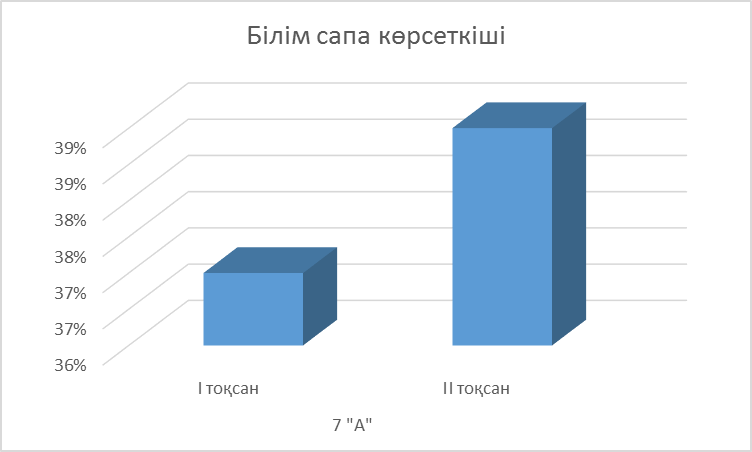 Білім сапа көрсеткіші
39%
39%
38%
38%
37%
37%
36%
І тоқсан
ІІ тоқсан
7 "А"